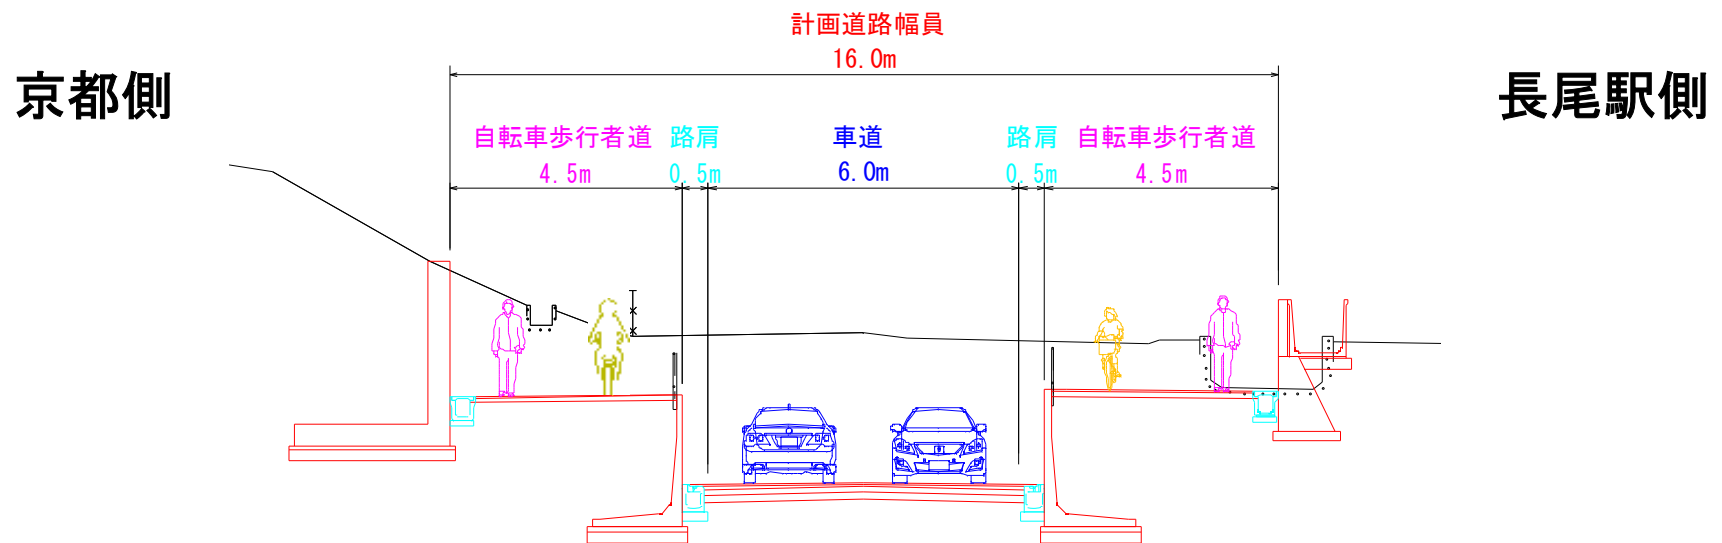 計画道路幅員
16.0m
京都側
長尾駅側
自転車歩行者道 路肩 車道 路肩 自転車歩行者道
4.5m 0.5m 6.0m 0.5m 4.5m